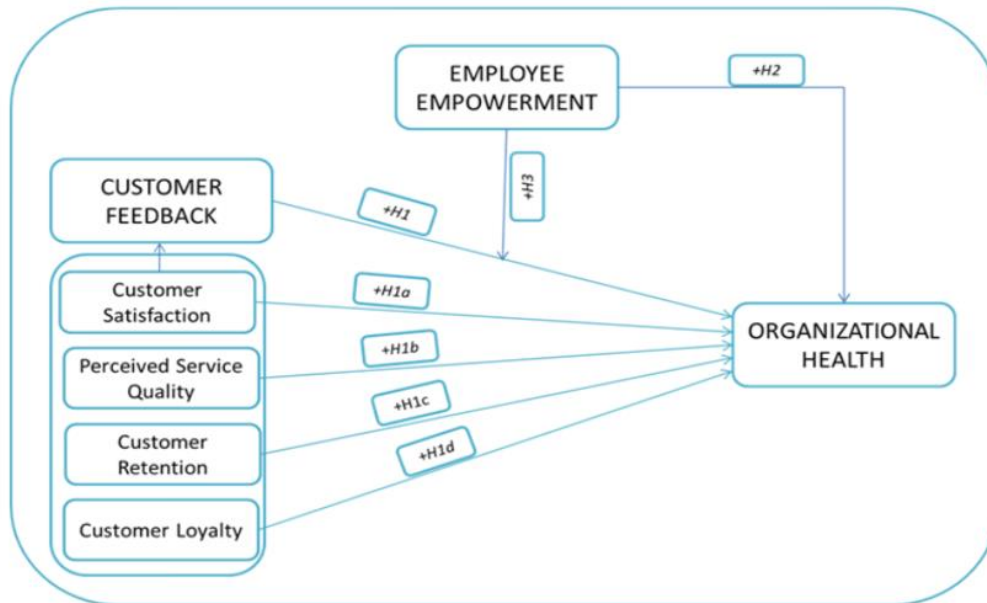 EMPLOYEE
EMPOWERMENT
+H2
+H3
CUSTOMER
FEEDBACK
+H1
Customer
Satisfaction
+H1a
ORGANIZATIONAL
HEALTH
Perceived Service
Quality
+H1b
Customer
Retention
+H1c
Customer Loyalty
+H1d